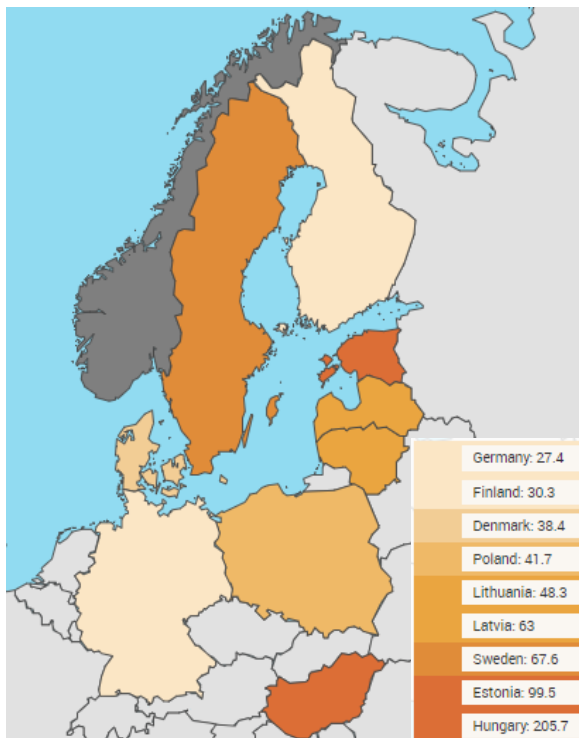 Germany: 27.4
Finland: 30.3
Denmark: 38.4
Poland: 41.7
Lithuania: 48.3
Latvia: 63
Sweden: 67.6
Estonia: 99.5
Hungary: 205.7